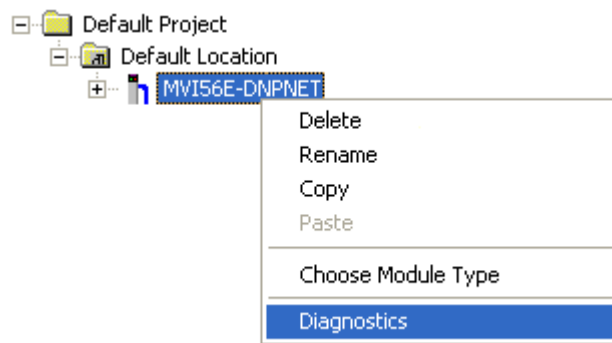 Default Project
Default Location
MVI56E-DNPNET
Delete
Rename
Copy
Paste
Choose Module Type
Diagnostics